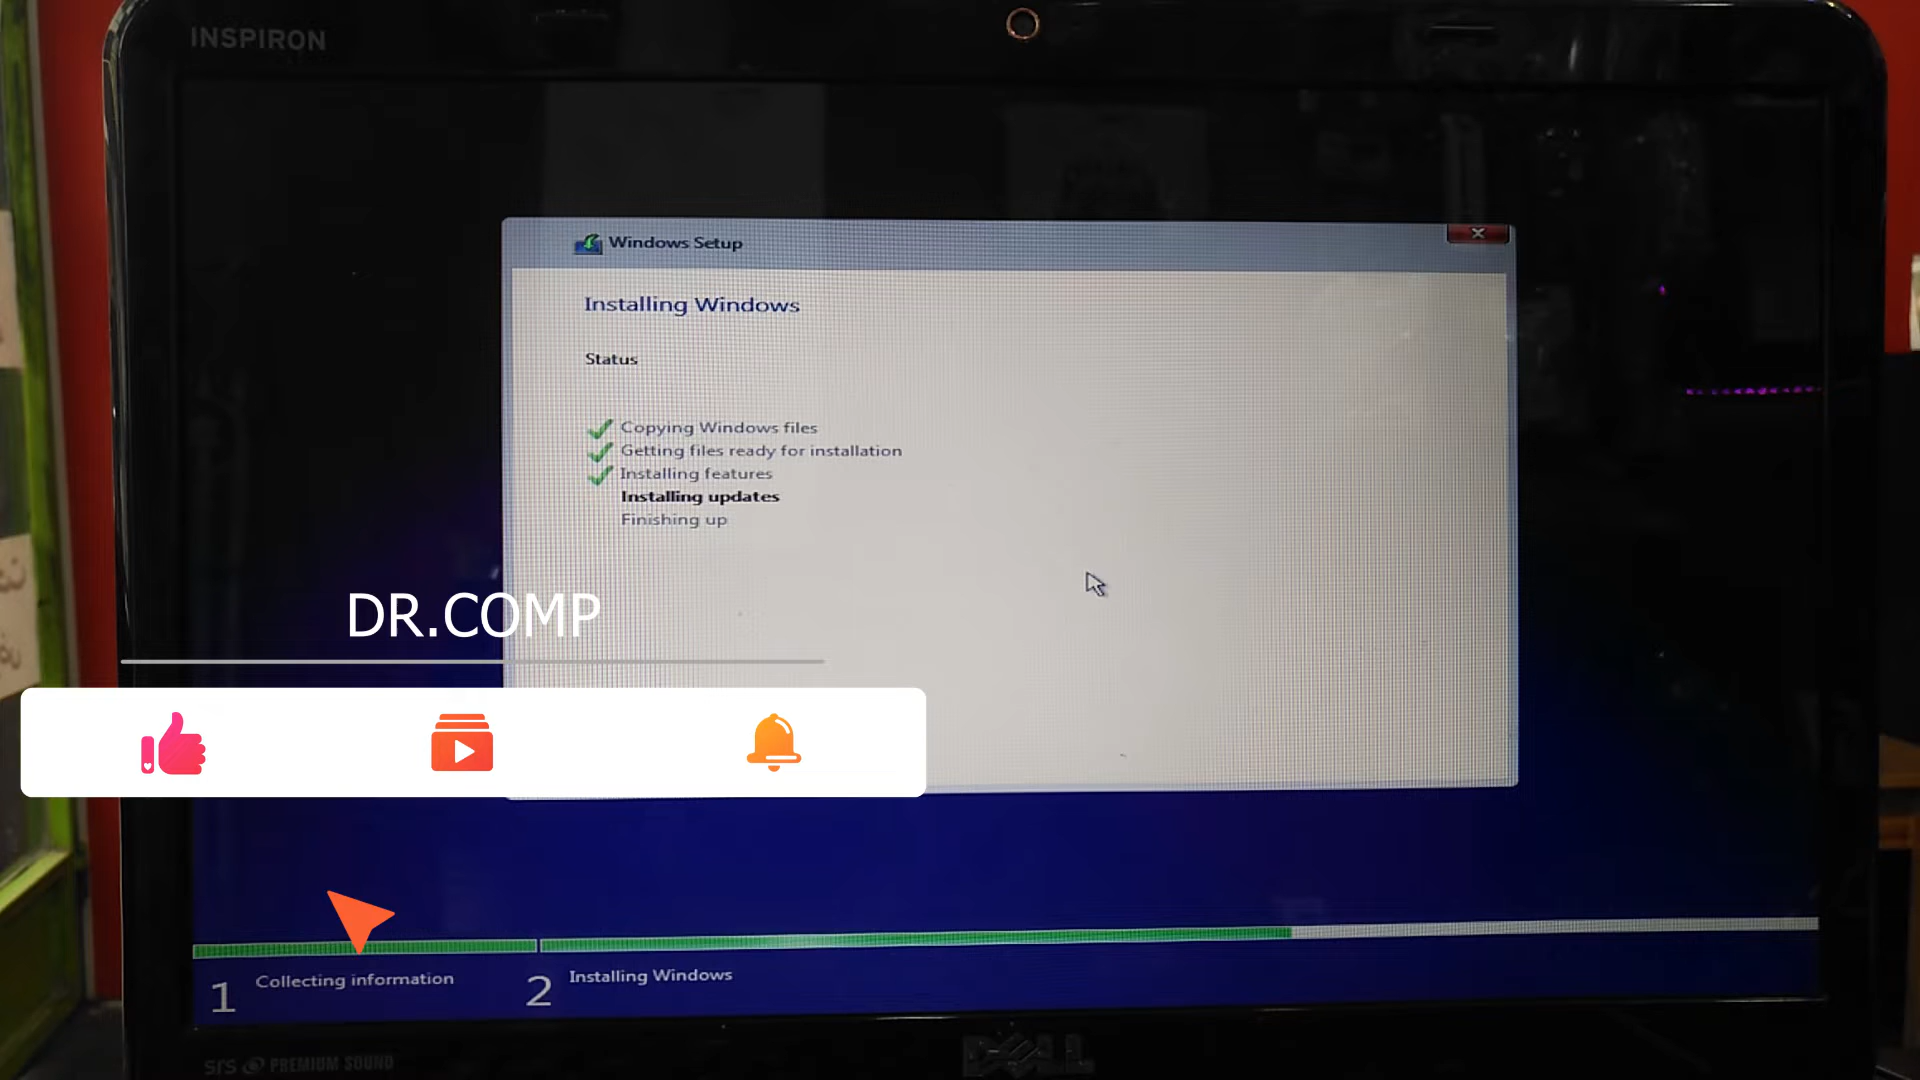 INSPIRON
Windows Setup
Installing Windows
Status
Copying Windows files
Getting files ready for installation
Installing features
Installing updates
Finishing up
DR.COMP
1 Collecting information
2 Installing Windows
SRS PREMIUM SOUND
DELL